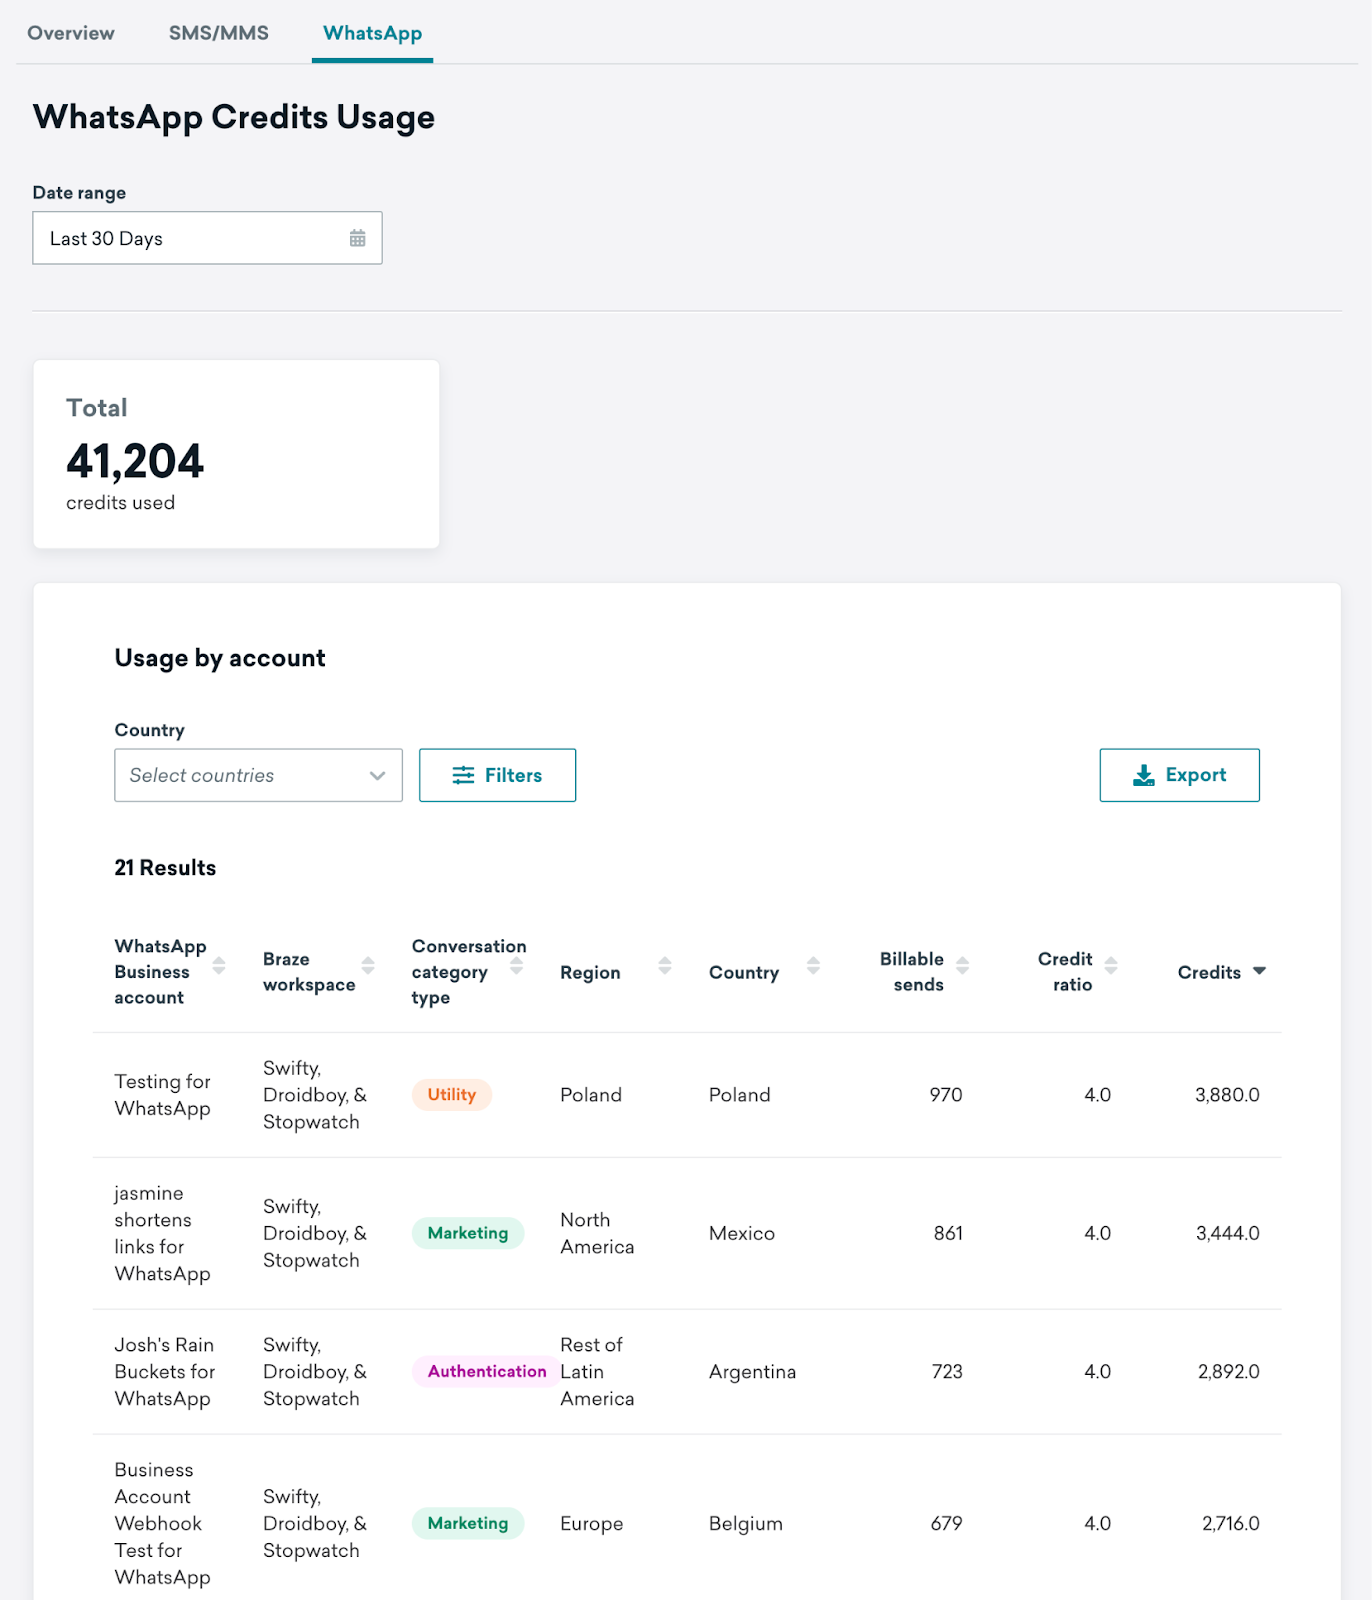 Overview SMS/MMS WhatsApp
WhatsApp Credits Usage
Date range
Last 30 Days
Total
41,204
credits used
Usage by account
Country
Select countries Filters Export
21 Results
WhatsApp
Business
account
Braze
workspace
Conversation
category
type
Region
Country
Billable
sends
Credit
ratio
Credits
Testing for
WhatsApp
Swifty,
Droidboy, &
Stopwatch
Utility
Poland
Poland
970
4.0
3,880.0
jasmine
shortens
links for
WhatsApp
Swifty,
Droidboy, &
Stopwatch
Marketing
North
America
Mexico
861
4.0
3,444.0
Josh's Rain
Buckets for
WhatsApp
Swifty,
Droidboy, &
Stopwatch
Authentication
Rest of
Latin
America
Argentina
723
4.0
2,892.0
Business
Account
Webhook
Test for
WhatsApp
Swifty,
Droidboy, &
Stopwatch
Marketing
Europe
Belgium
679
4.0
2,716.0